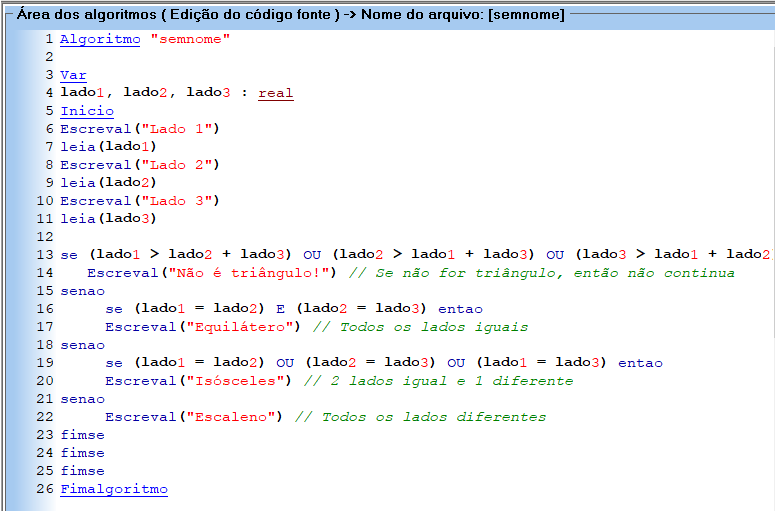 Área dos algoritmos ( Edição do código fonte ) -> Nome do arquivo: [semnome]
1 Algoritmo "semnome"
2
3 Var
4 lado1, lado2, lado3 : real
5 Inicio
6 Escreval("Lado 1")
7 leia(lado1)
8 Escreval("Lado 2")
9 leia(lado2)
10 Escreval("Lado 3")
11 leia(lado3)
12
13 se (lado1 > lado2 + lado3) OU (lado2 > lado1 + lado3) OU (lado3 > lado1 + lado2
14 Escreval("Não é triângulo!") // Se não for triângulo, então não continua
15 senao
16 se (lado1 = lado2) E (lado2 = lado3) entao
17 Escreval("Equilátero") // Todos os lados iguais
18 senao
19 se (lado1 = lado2) OU (lado2 = lado3) OU (lado1 = lado3) entao
20 Escreval("Isósceles") // 2 lados igual e 1 diferente
21 senao
22 Escreval("Escaleno") // Todos os lados diferentes
23 fimse
24 fimse
25 fimse
26 Fimalgoritmo